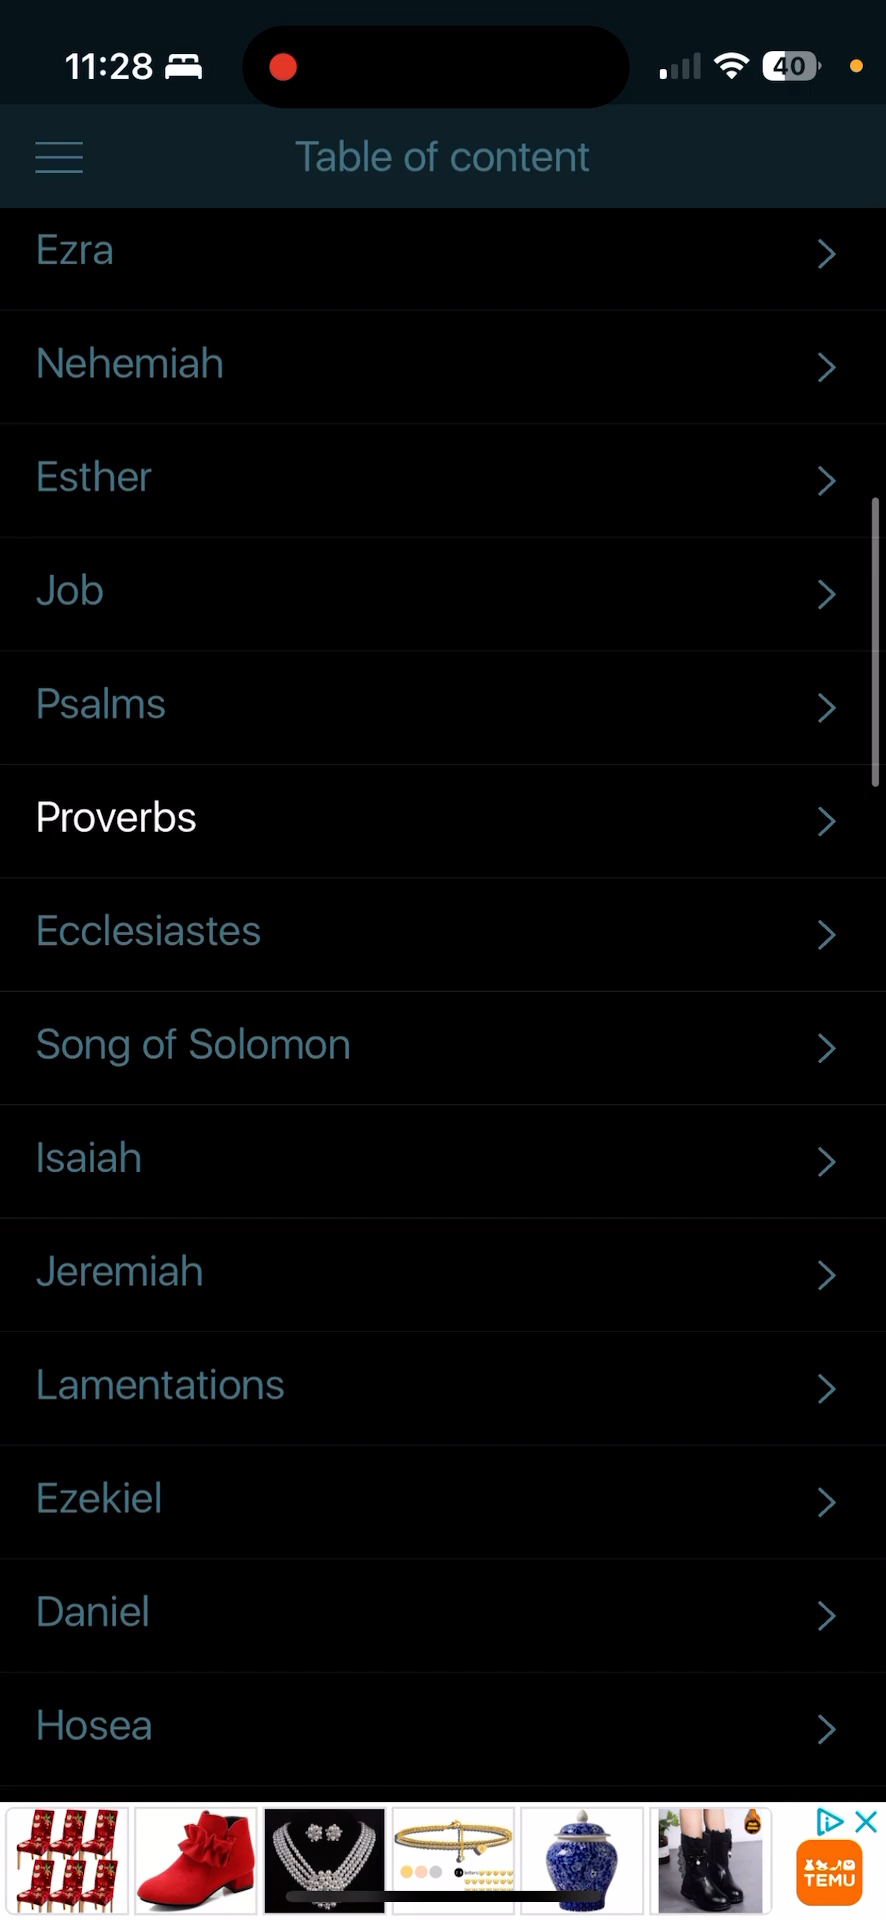 11:28
40
Table of content
Ezra
Nehemiah
Esther
Job
Psalms
Proverbs
Ecclesiastes
Song of Solomon
Isaiah
Jeremiah
Lamentations
Ezekiel
Daniel
Hosea
TEMU